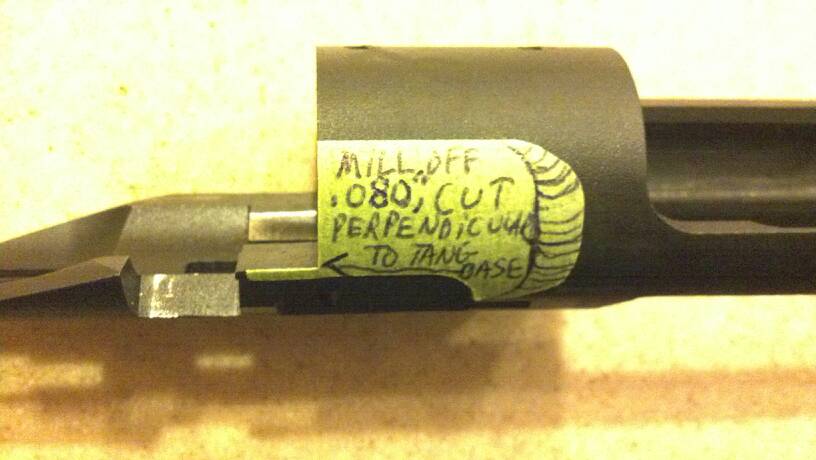 MILL OFF
.080", CUT
PERPENDICULAR
TO TANG
BASE